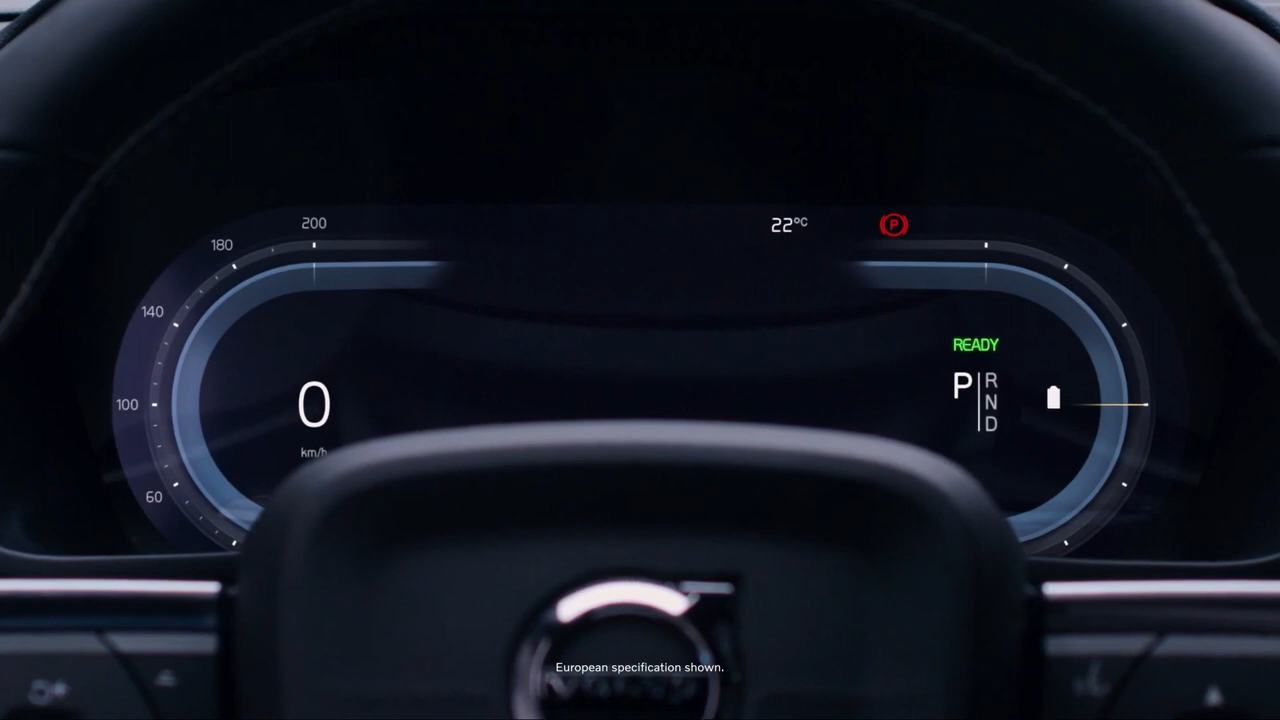 200
22°C
P
180
140
READY
P
R
N
D
100
0
km/h
60
European specification shown.